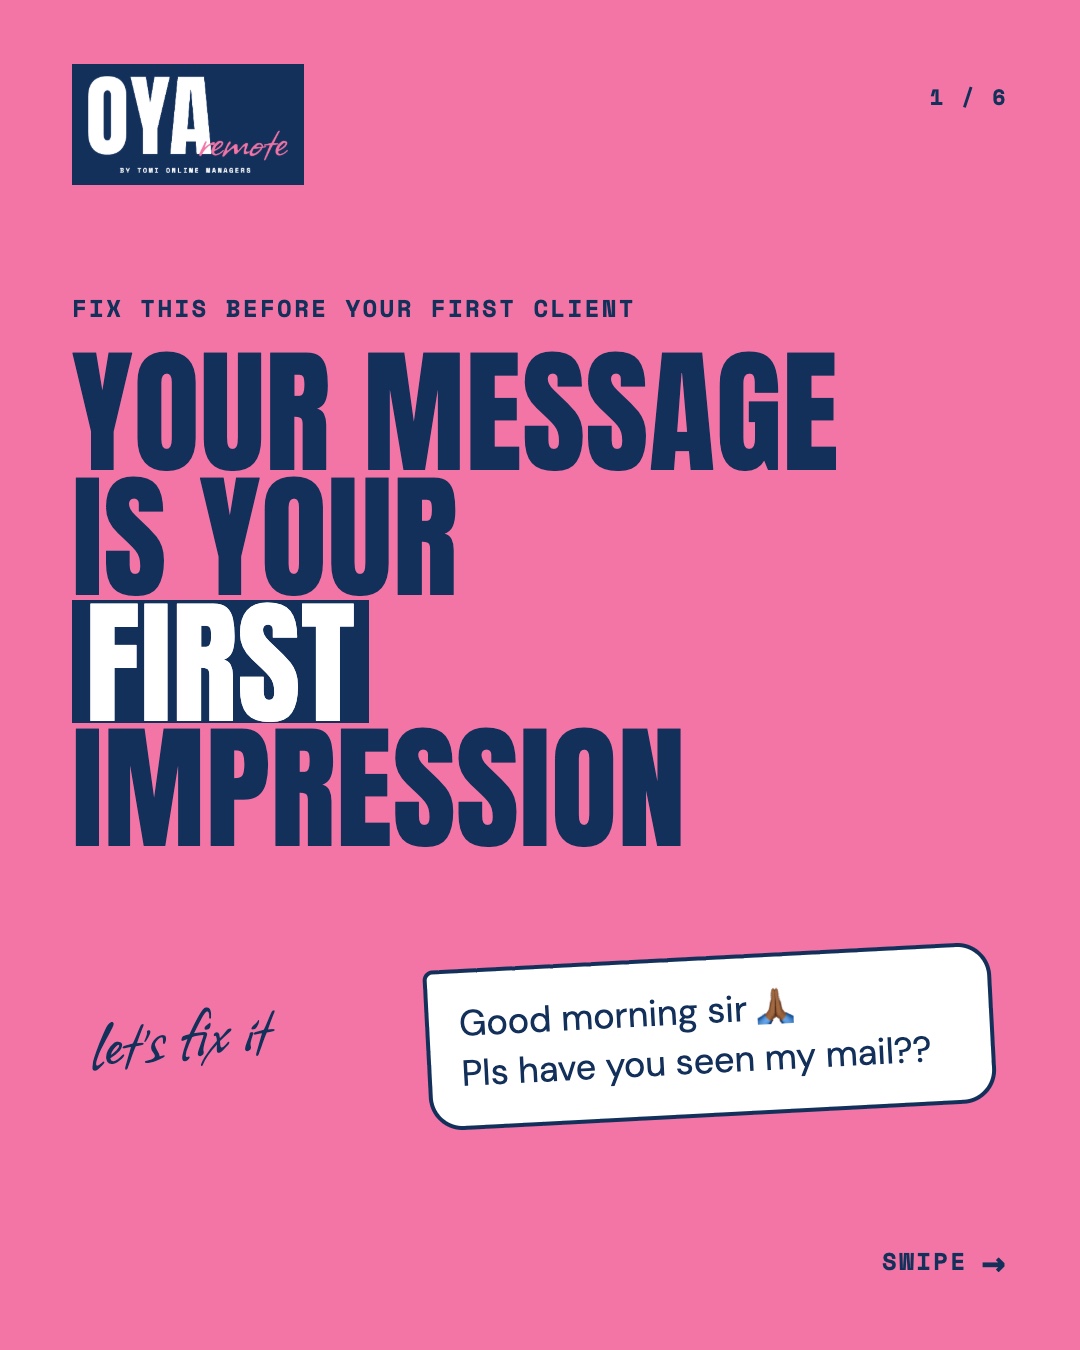 OYA
remote
BY TOMI ONLINE MANAGERS
1 / 6
FIX THIS BEFORE YOUR FIRST CLIENT
YOUR MESSAGE
IS YOUR
FIRST
IMPRESSION
let's fix it
Good morning sir 🙏🏾
Pls have you seen my mail??
SWIPE →